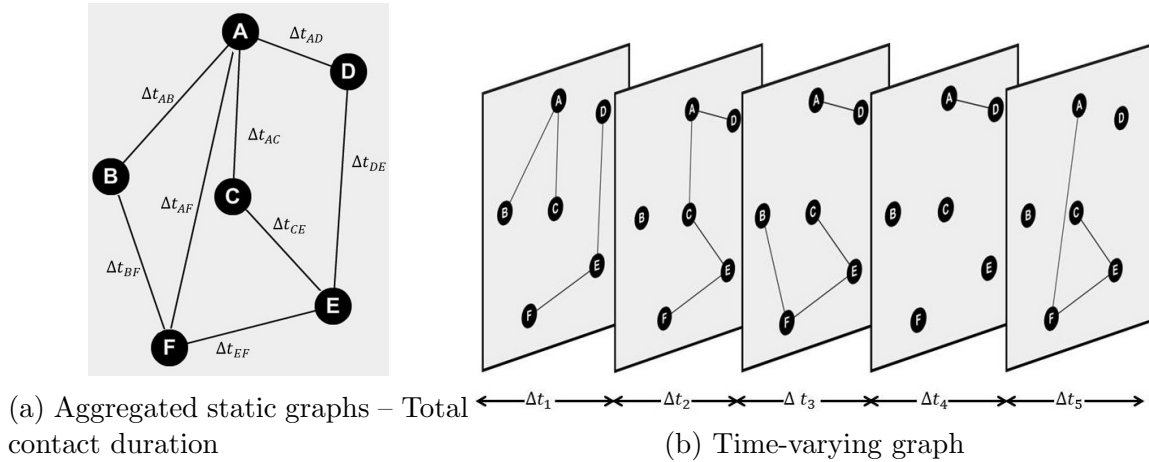 A
Δt_AD
D
Δt_AB
Δt_AC
Δt_DE
B
Δt_AF
C
Δt_CE
Δt_BF
E
F
Δt_EF
(a) Aggregated static graphs – Total
contact duration
A
D
B
C
E
F
A
D
B
C
E
F
A
D
B
C
E
F
A
D
B
C
E
F
A
D
B
C
E
F
Δt_1 Δt_2 Δ t_3 Δt_4 Δt_5
(b) Time-varying graph